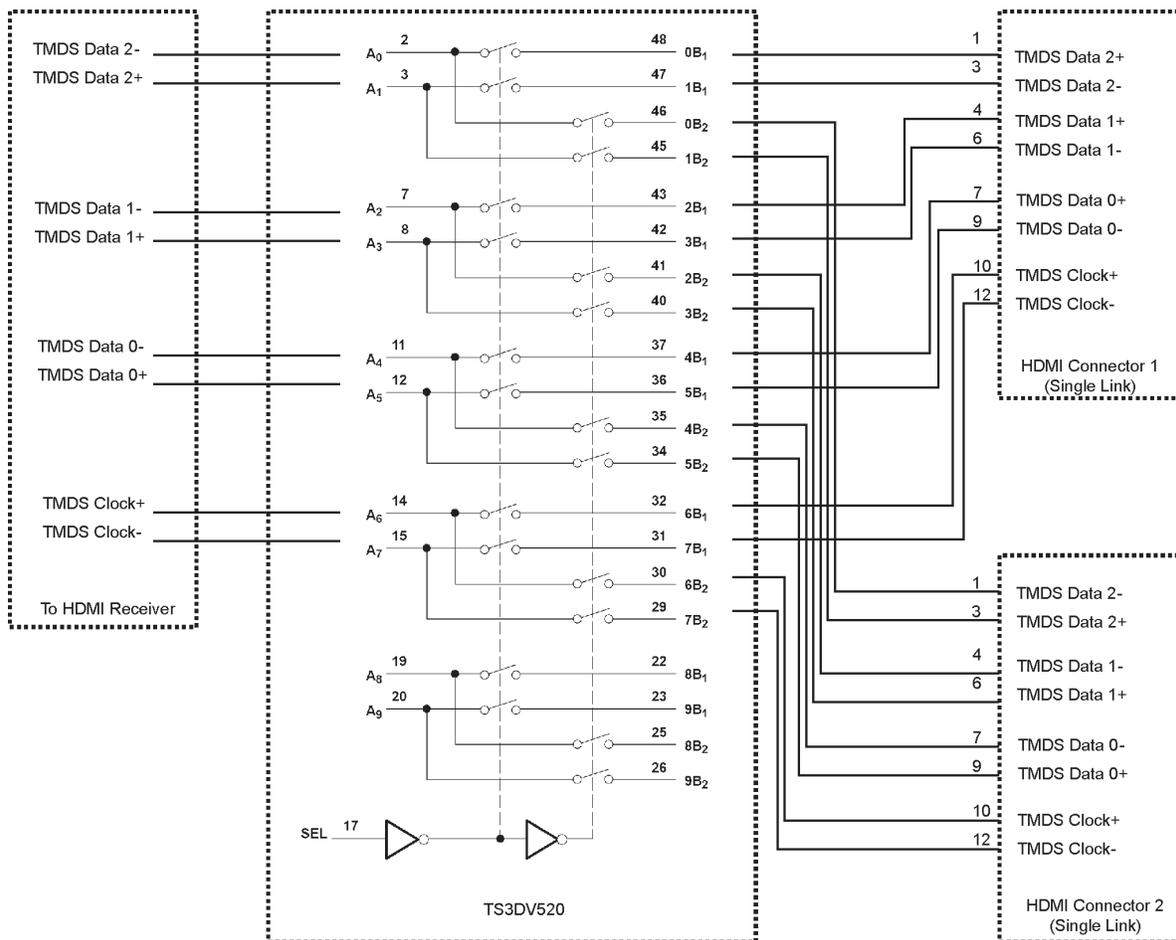 TMDS Data 2-
TMDS Data 2+
TMDS Data 1-
TMDS Data 1+
TMDS Data 0-
TMDS Data 0+
TMDS Clock+
TMDS Clock-
To HDMI Receiver
A0 2 48 0B1
A1 3 47 1B1
46 0B2
45 1B2
A2 7 43 2B1
A3 8 42 3B1
41 2B2
40 3B2
A4 11 37 4B1
A5 12 36 5B1
35 4B2
34 5B2
A6 14 32 6B1
A7 15 31 7B1
30 6B2
29 7B2
A8 19 22 8B1
A9 20 23 9B1
25 8B2
26 9B2
SEL 17
TS3DV520
1 TMDS Data 2+
3 TMDS Data 2-
4 TMDS Data 1+
6 TMDS Data 1-
7 TMDS Data 0+
9 TMDS Data 0-
10 TMDS Clock+
12 TMDS Clock-
HDMI Connector 1
(Single Link)
1 TMDS Data 2-
3 TMDS Data 2+
4 TMDS Data 1-
6 TMDS Data 1+
7 TMDS Data 0-
9 TMDS Data 0+
10 TMDS Clock+
12 TMDS Clock-
HDMI Connector 2
(Single Link)